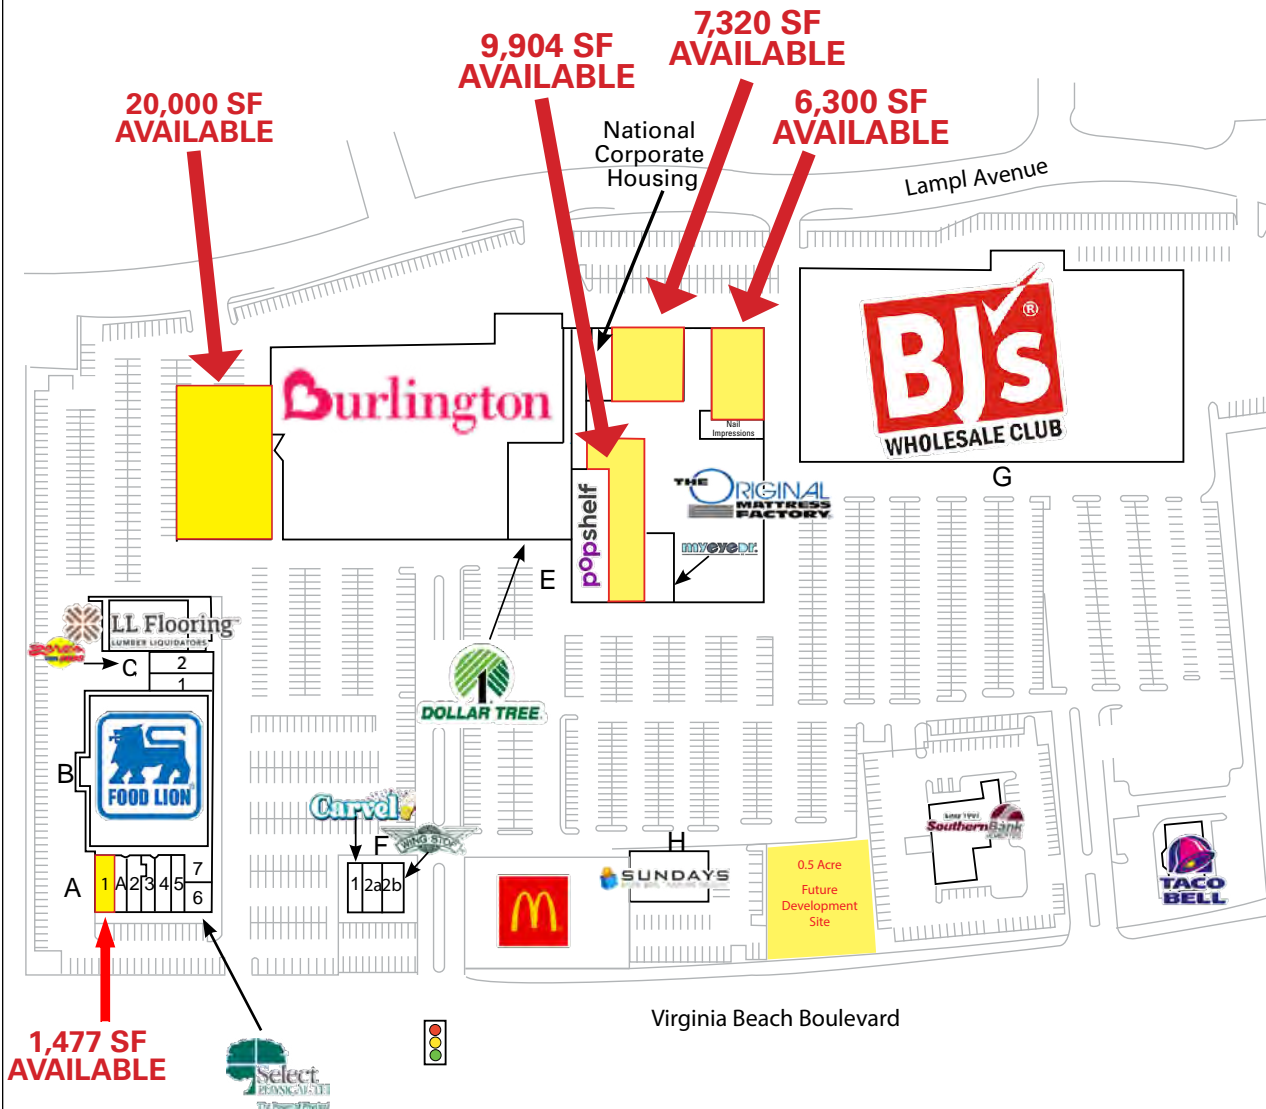 7,320 SF
AVAILABLE
9,904 SF
AVAILABLE
20,000 SF
AVAILABLE
6,300 SF
AVAILABLE
National
Corporate
Housing
Lampl Avenue
Burlington
BJ's
®
WHOLESALE CLUB
G
Nail
Impressions
THE ORIGINAL
MATTRESS
FACTORY
popshelf
myeyedr.
E
LL Flooring
LUMBER LIQUIDATORS
C
2
1
DOLLAR TREE
B
FOOD LION
Carvel
WING STOP
F
1
2a
2b
A
1
A
2
3
4
5
7
6
H
SUNDAYS
0.5 Acre
Future
Development
Site
SouthernBank
TACO
BELL
1,477 SF
AVAILABLE
Select
Virginia Beach Boulevard